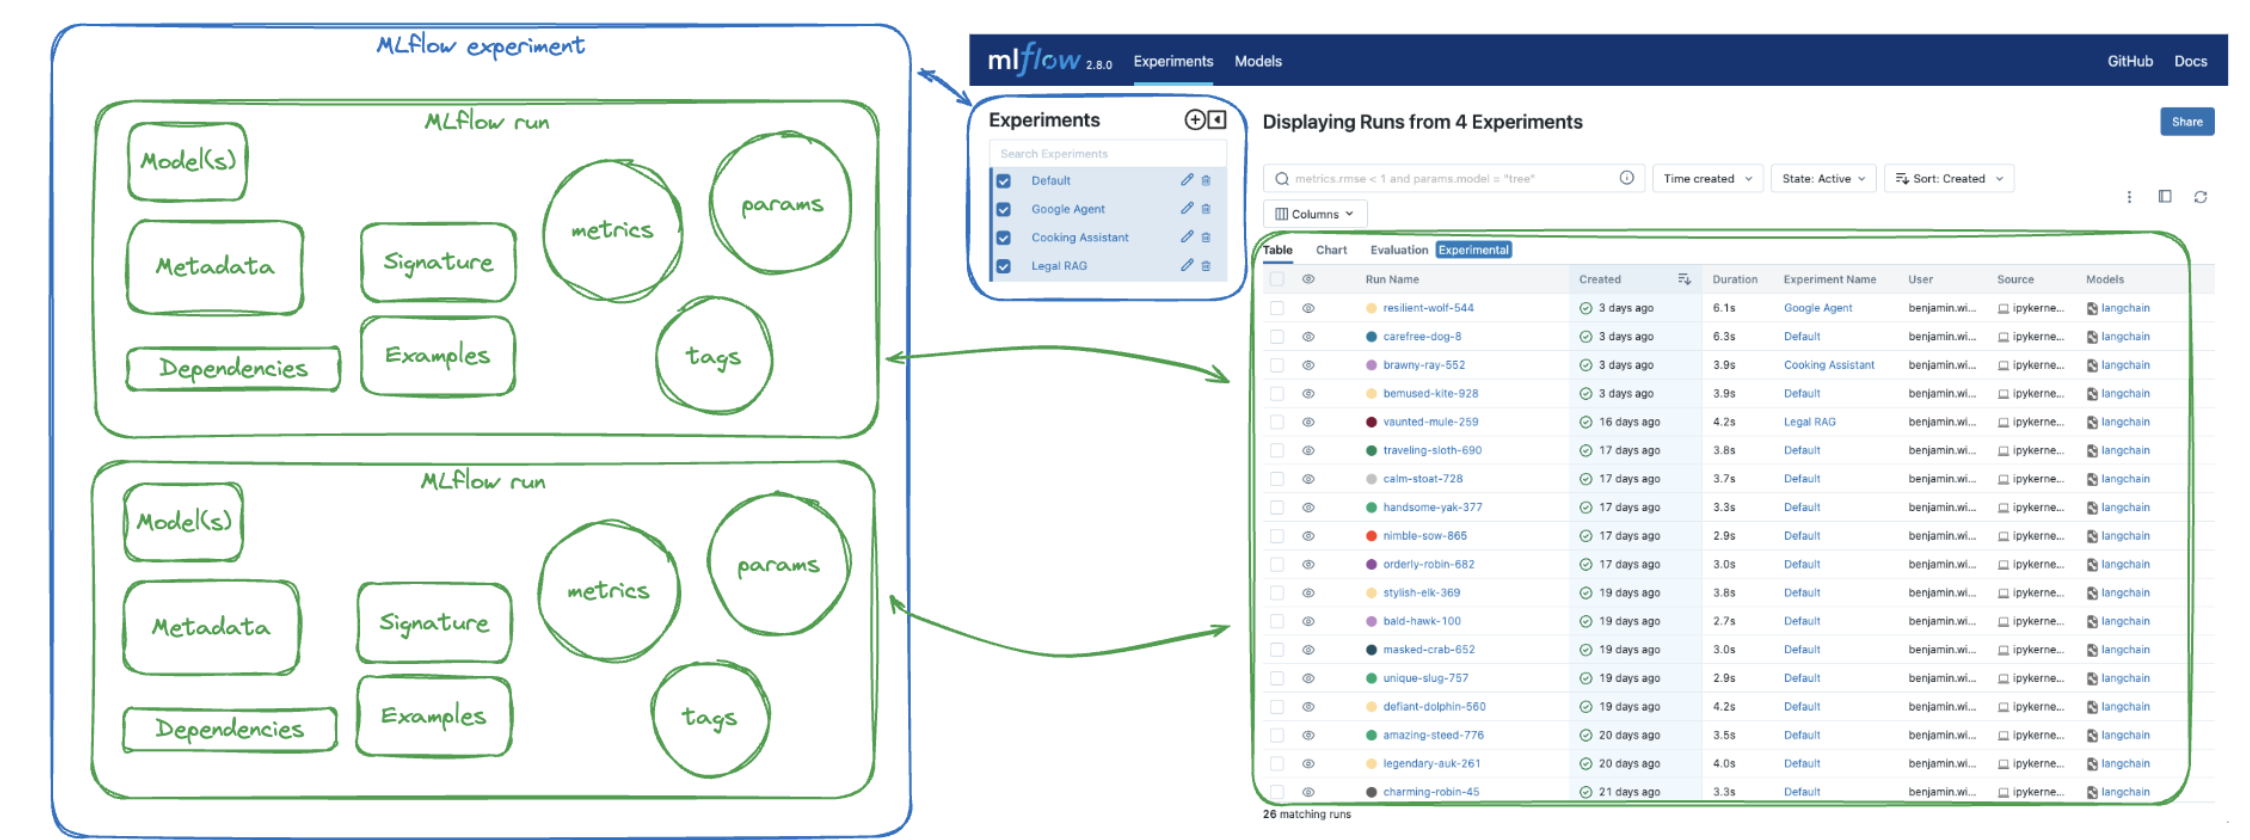 MLflow experiment
MLflow run
Model(s)
metrics
params
Metadata
Signature
Dependencies
Examples
tags
MLflow run
Model(s)
metrics
params
Metadata
Signature
Dependencies
Examples
tags
mlflow 2.8.0 Experiments Models GitHub Docs
Experiments
Search Experiments
Default
Google Agent
Cooking Assistant
Legal RAG
Displaying Runs from 4 Experiments Share
metrics.rmse < 1 and params.model = "tree" Time created State: Active Sort: Created
Columns
Table Chart Evaluation Experimental
Run Name Created Duration Experiment Name User Source Models
resilient-wolf-544 3 days ago 6.1s Google Agent benjamin.wi... ipykerne... langchain
carefree-dog-8 3 days ago 6.3s Default benjamin.wi... ipykerne... langchain
brawny-ray-552 3 days ago 3.9s Cooking Assistant benjamin.wi... ipykerne... langchain
bemused-kite-928 3 days ago 3.9s Default benjamin.wi... ipykerne... langchain
vaunted-mule-259 16 days ago 4.2s Legal RAG benjamin.wi... ipykerne... langchain
traveling-sloth-690 17 days ago 3.8s Default benjamin.wi... ipykerne... langchain
calm-stoat-728 17 days ago 3.7s Default benjamin.wi... ipykerne... langchain
handsome-yak-377 17 days ago 3.3s Default benjamin.wi... ipykerne... langchain
nimble-sow-865 17 days ago 2.9s Default benjamin.wi... ipykerne... langchain
orderly-robin-682 17 days ago 3.0s Default benjamin.wi... ipykerne... langchain
stylish-elk-369 19 days ago 3.8s Default benjamin.wi... ipykerne... langchain
bald-hawk-100 19 days ago 2.7s Default benjamin.wi... ipykerne... langchain
masked-crab-652 19 days ago 3.0s Default benjamin.wi... ipykerne... langchain
unique-slug-757 19 days ago 2.9s Default benjamin.wi... ipykerne... langchain
defiant-dolphin-560 19 days ago 4.2s Default benjamin.wi... ipykerne... langchain
amazing-steed-776 20 days ago 3.5s Default benjamin.wi... ipykerne... langchain
legendary-auk-261 20 days ago 4.0s Default benjamin.wi... ipykerne... langchain
charming-robin-45 21 days ago 3.3s Default benjamin.wi... ipykerne... langchain
26 matching runs